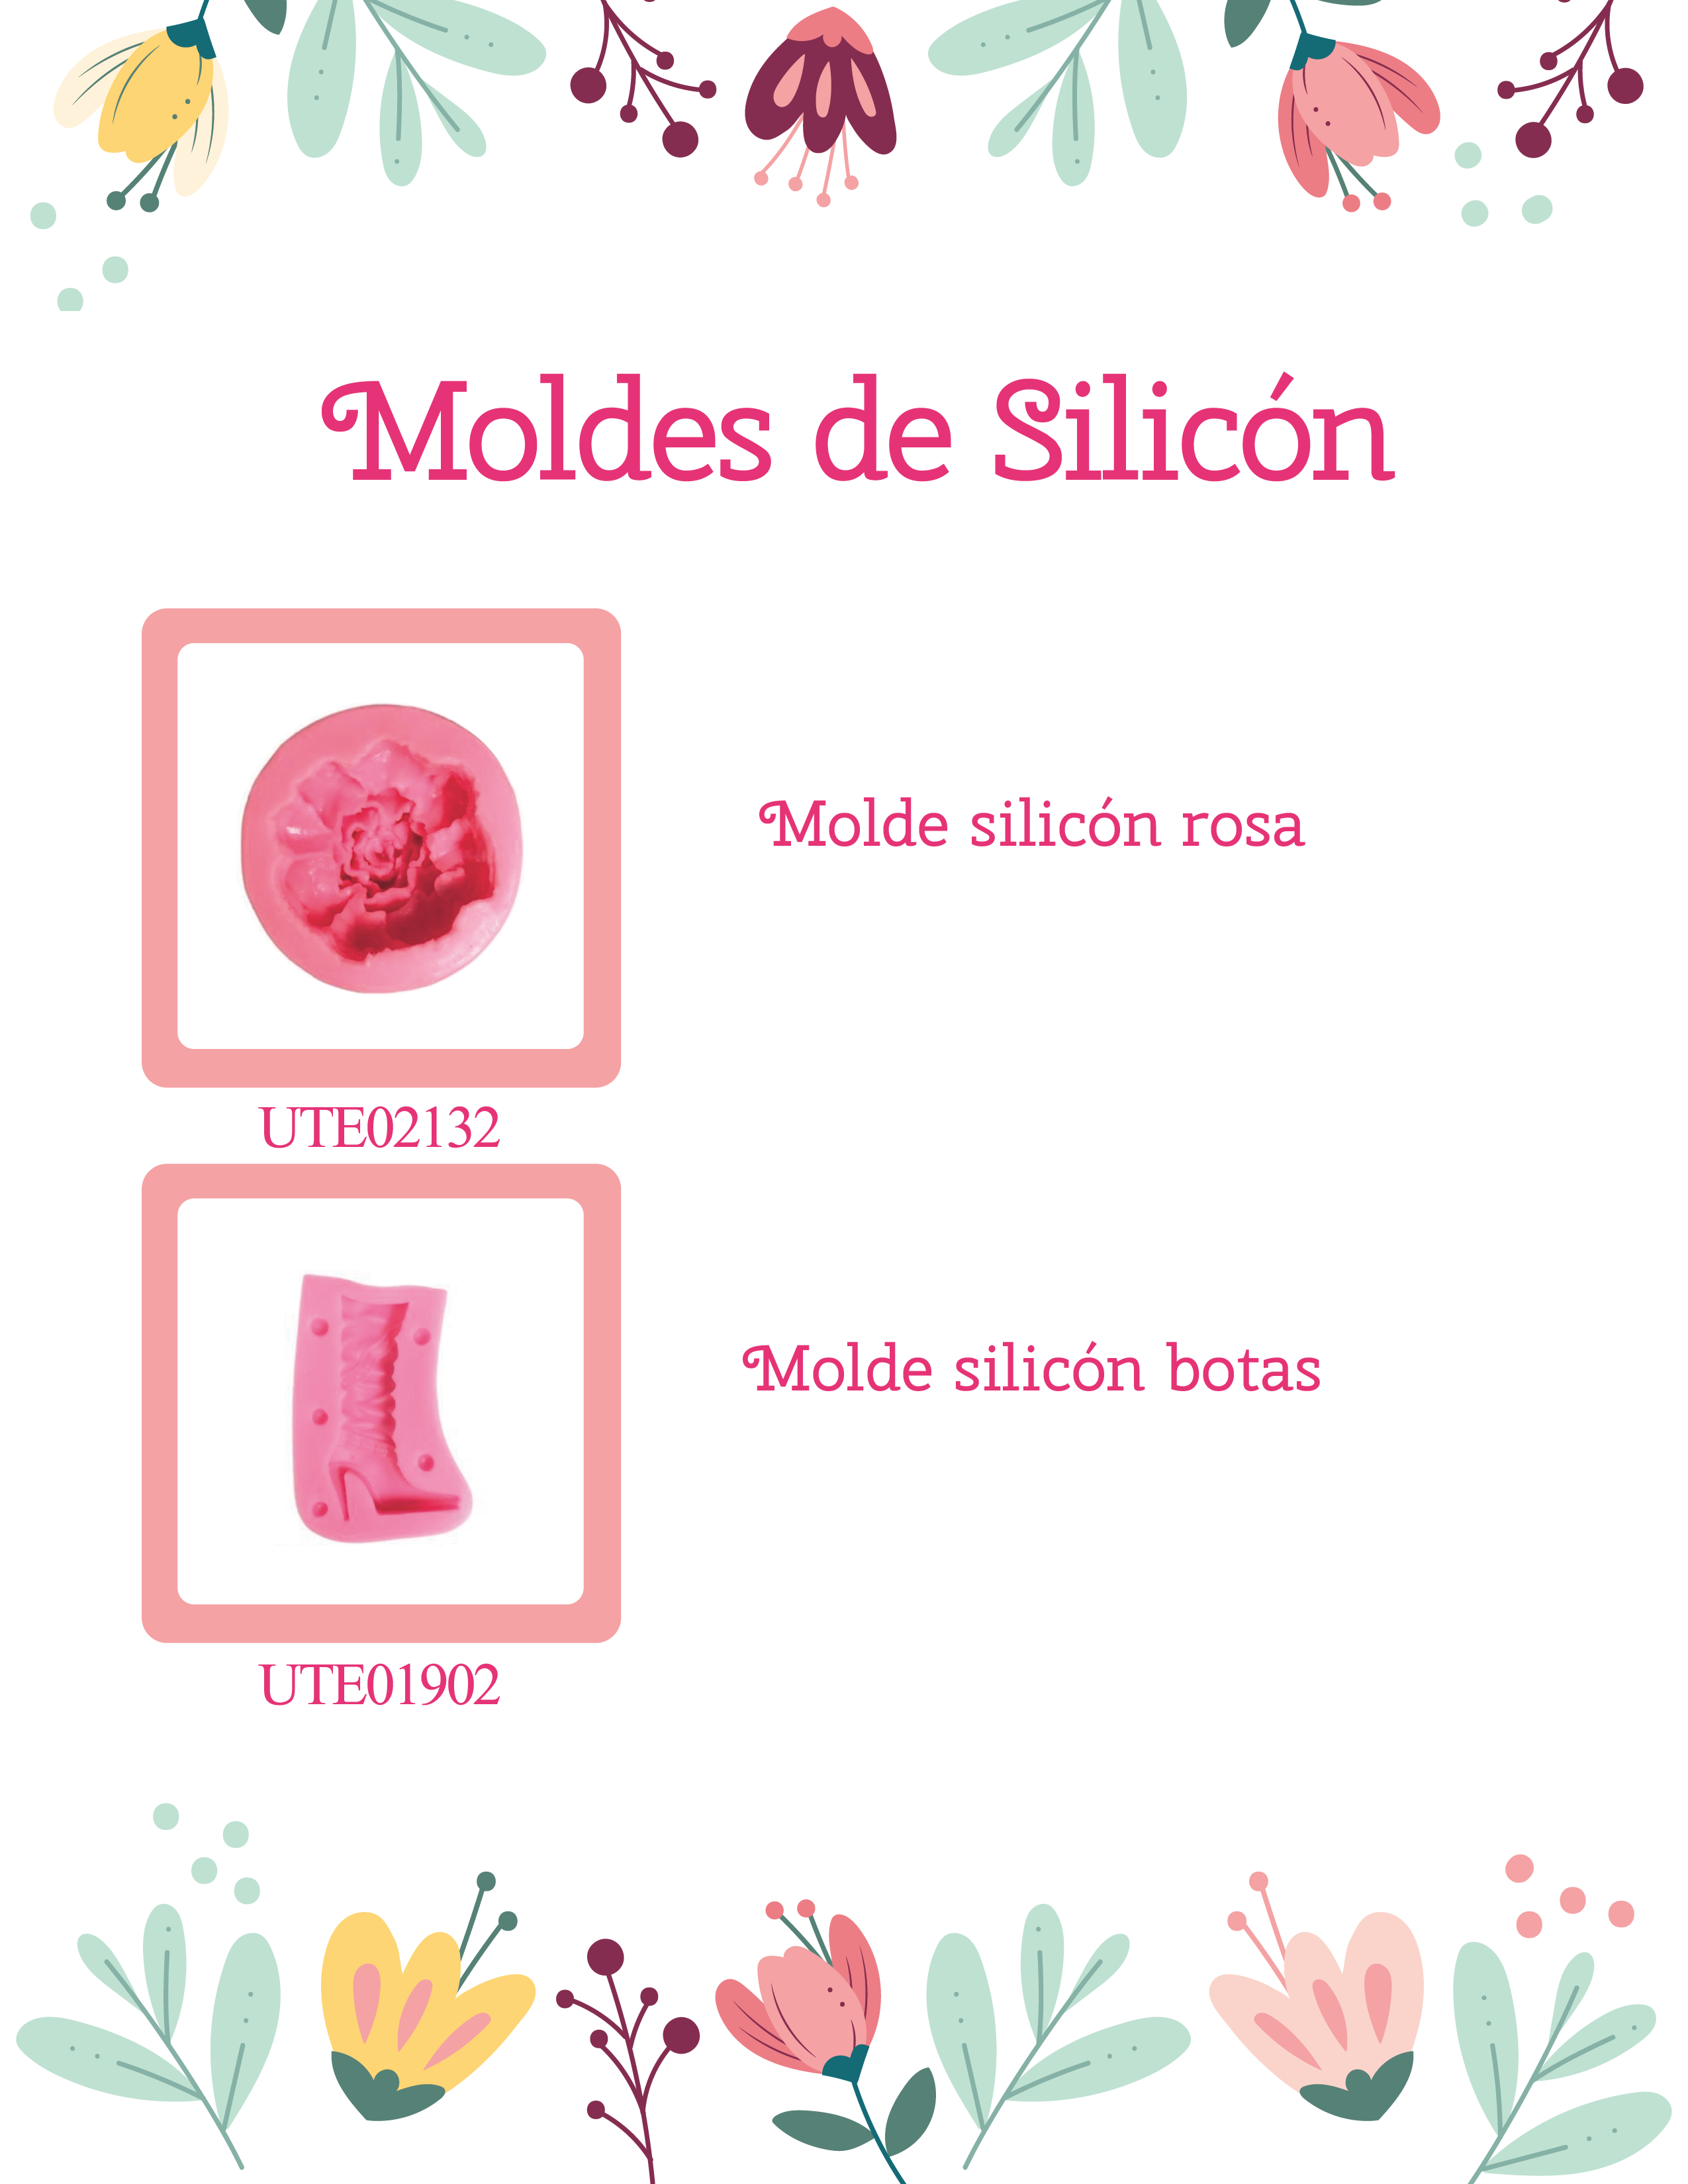 Moldes de Silicón
Molde silicón rosa
UTE02132
Molde silicón botas
UTE01902